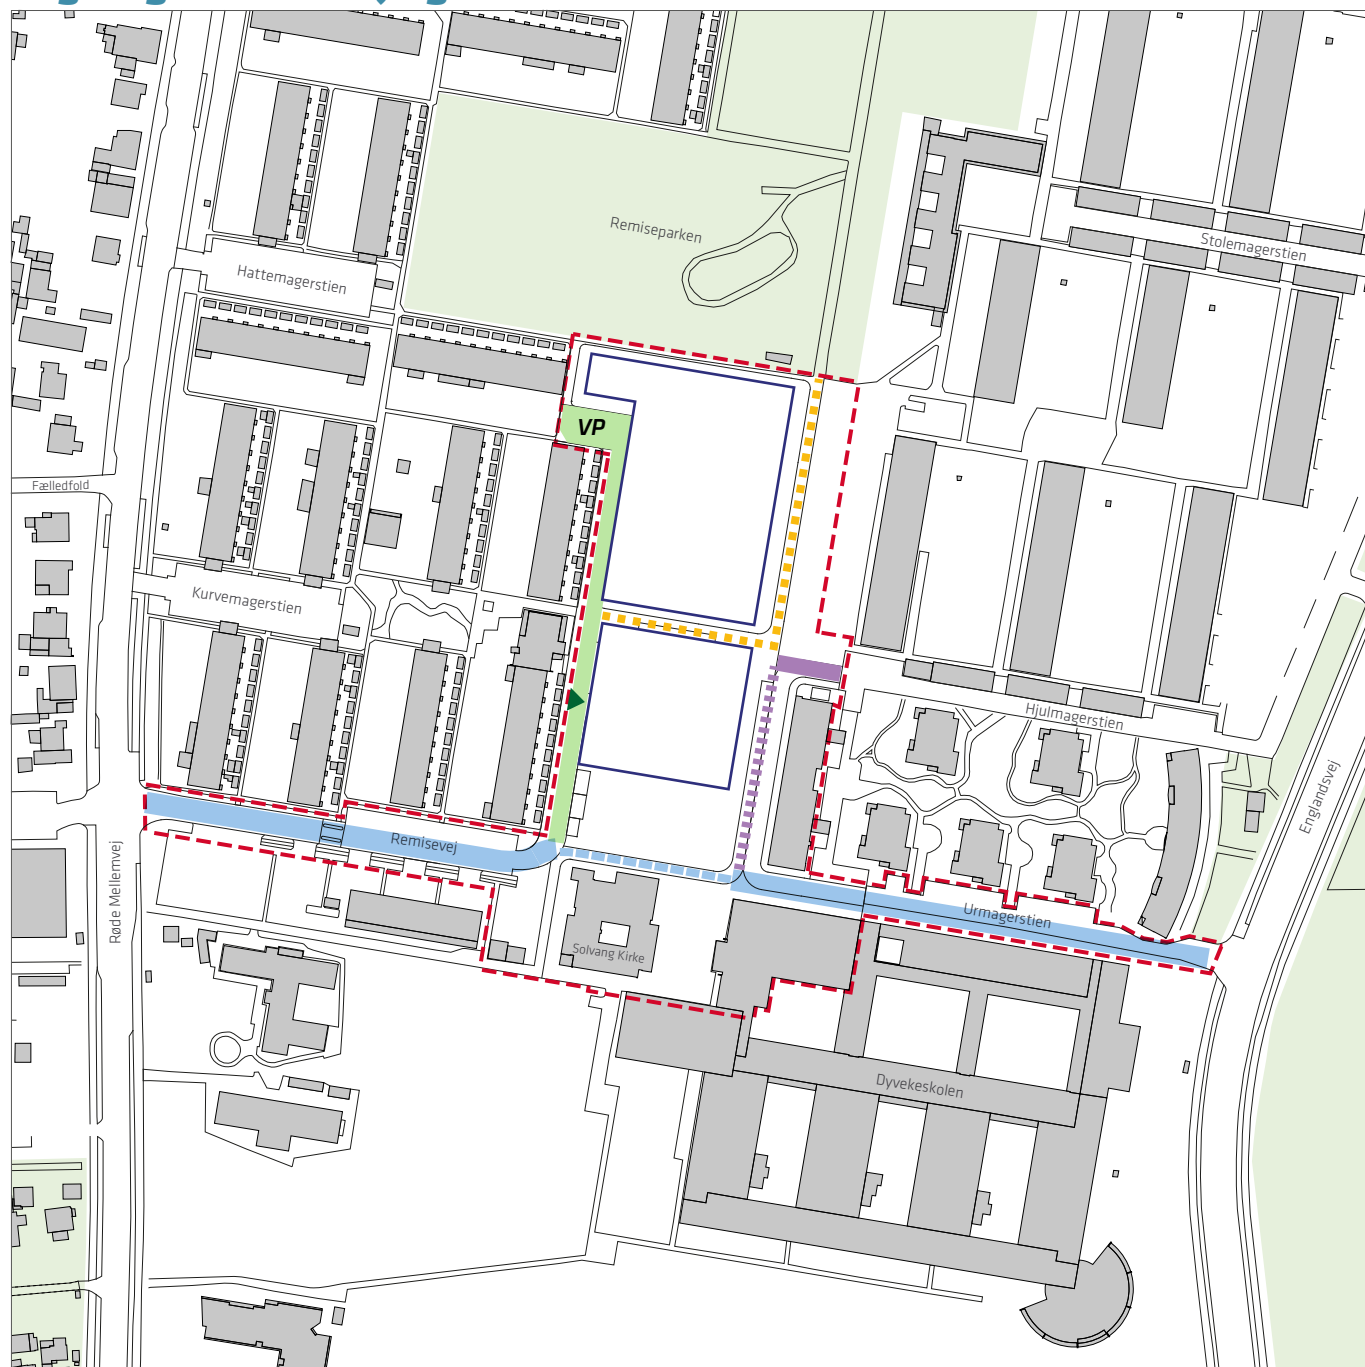 Remiseparken
Stolemagerstien
Hattemagerstien
VP
Fælledfold
Kurvemagerstien
Hjulmagerstien
Englandsvej
Remisevej
Røde Mellemvej
Urmagerstien
Solvang Kirke
Dyvekeskolen